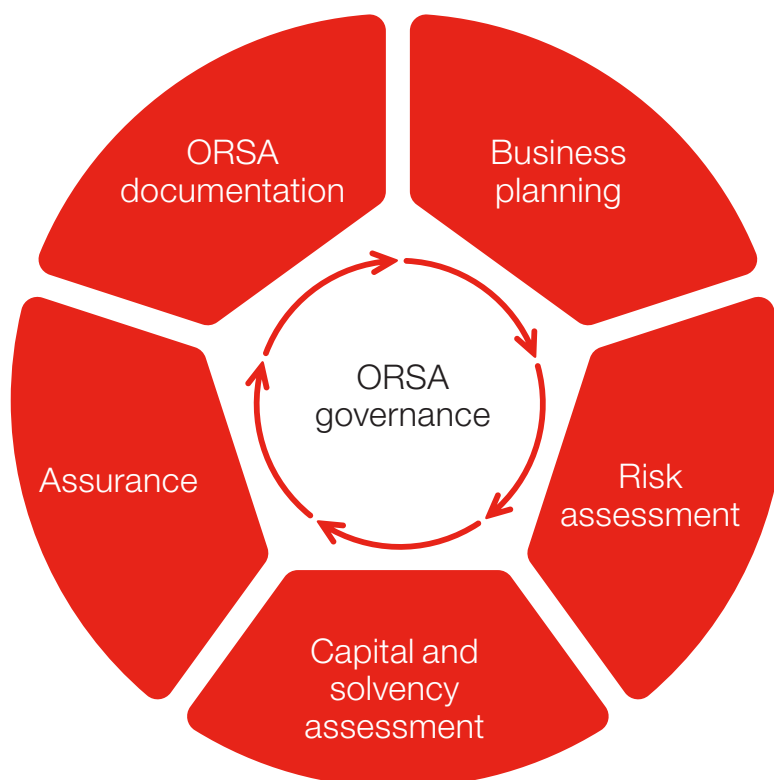 ORSA
documentation
Business
planning
ORSA
governance
Assurance
Risk
assessment
Capital and
solvency
assessment